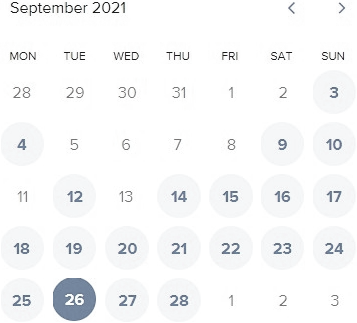 September 2021
MON TUE WED THU FRI SAT SUN
28 29 30 31 1 2 3
4 5 6 7 8 9 10
11 12 13 14 15 16 17
18 19 20 21 22 23 24
25 26 27 28 1 2 3